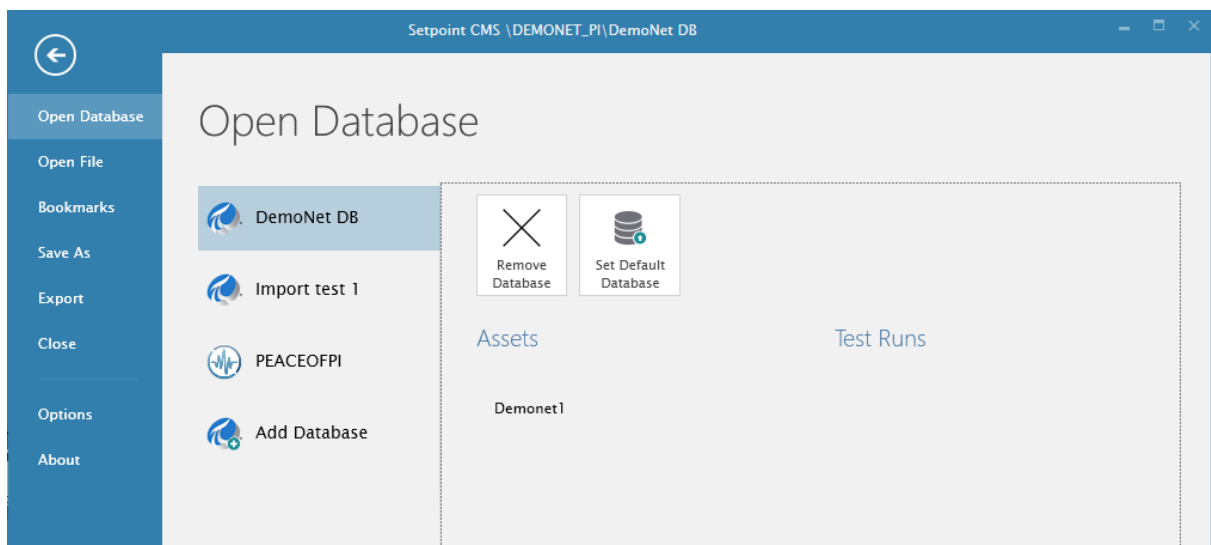 Setpoint CMS \DEMONET_PI\DemoNet DB
Open Database
Open File
Bookmarks
Save As
Export
Close
Options
About
Open Database
DemoNet DB
Import test 1
PEACEOFPI
Add Database
Remove
Database
Set Default
Database
Assets
Demonet1
Test Runs